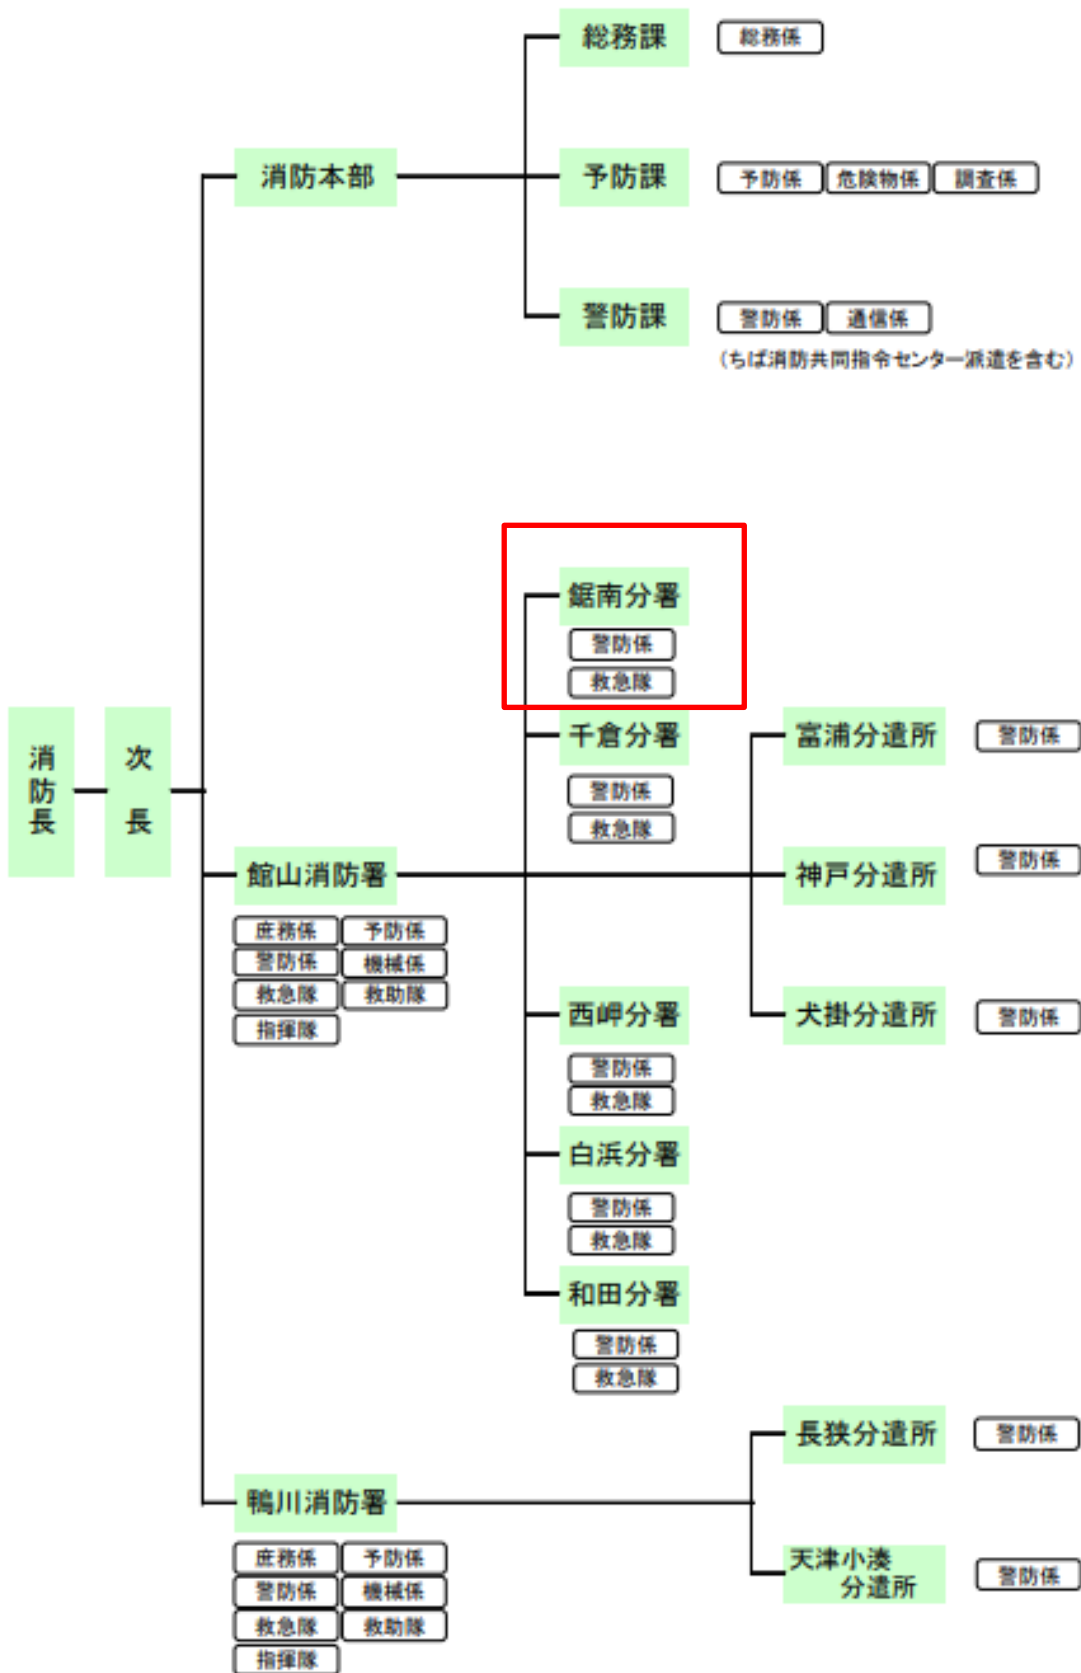 総務課
総務係
消防本部
予防課
予防係 危険物係 調査係
警防課
警防係 通信係
(ちば消防共同指令センター派遣を含む)
消防長
次長
鋸南分署
警防係
救急隊
千倉分署
警防係
救急隊
富浦分遣所
警防係
館山消防署
庶務係 予防係
警防係 機械係
救急隊 救助隊
指揮隊
神戸分遣所
警防係
西岬分署
警防係
救急隊
犬掛分遣所
警防係
白浜分署
警防係
救急隊
和田分署
警防係
救急隊
鴨川消防署
庶務係 予防係
警防係 機械係
救急隊 救助隊
指揮隊
長狭分遣所
警防係
天津小湊
分遣所
警防係